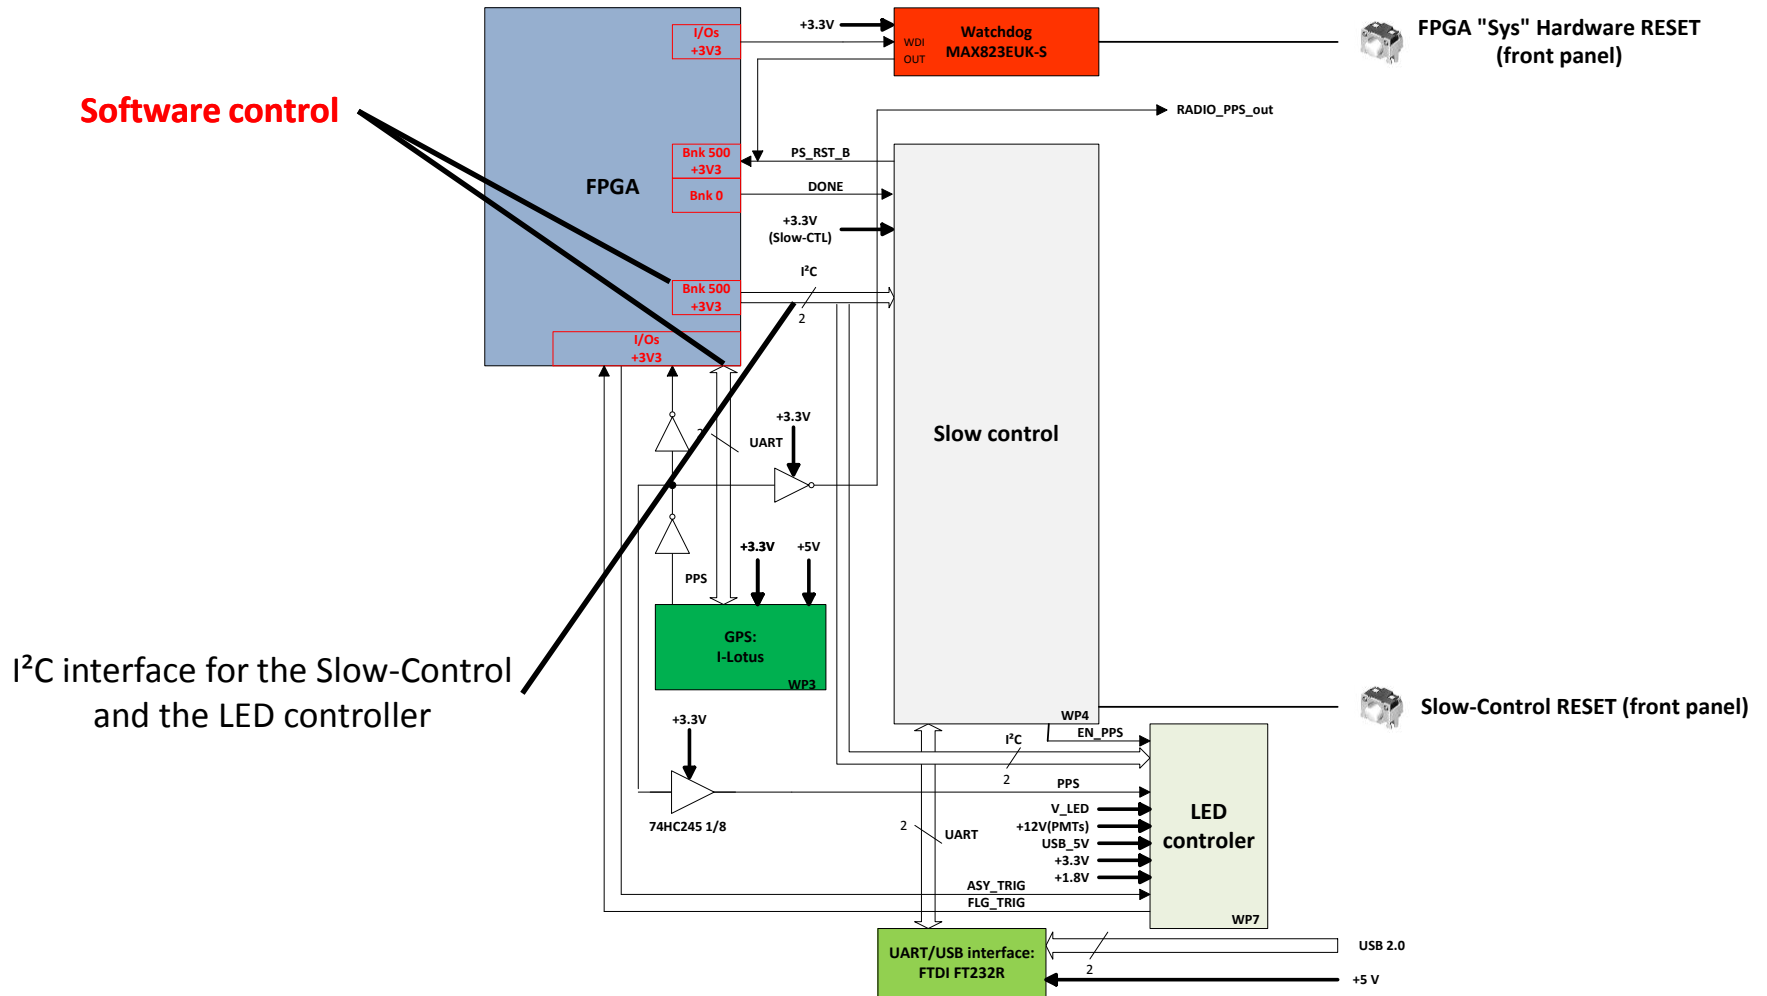 I/Os
+3V3
+3.3V
WDI
OUT
Watchdog
MAX823EUK-S
FPGA "Sys" Hardware RESET
(front panel)
Software control
RADIO_PPS_out
FPGA
Bnk 500
+3V3
PS_RST_B
Bnk 0
DONE
+3.3V
(Slow-CTL)
I²C
2
Bnk 500
+3V3
I/Os
+3V3
Slow control
WP4
+3.3V
2
UART
PPS
+3.3V
+5V
GPS:
I-Lotus
WP3
I²C interface for the Slow-Control
and the LED controller
Slow-Control RESET (front panel)
+3.3V
74HC245 1/8
I²C
2
EN_PPS
PPS
V_LED
+12V(PMTs)
USB_5V
+3.3V
+1.8V
LED
controler
WP7
2
UART
ASY_TRIG
FLG_TRIG
UART/USB interface:
FTDI FT232R
2
USB 2.0
+5 V